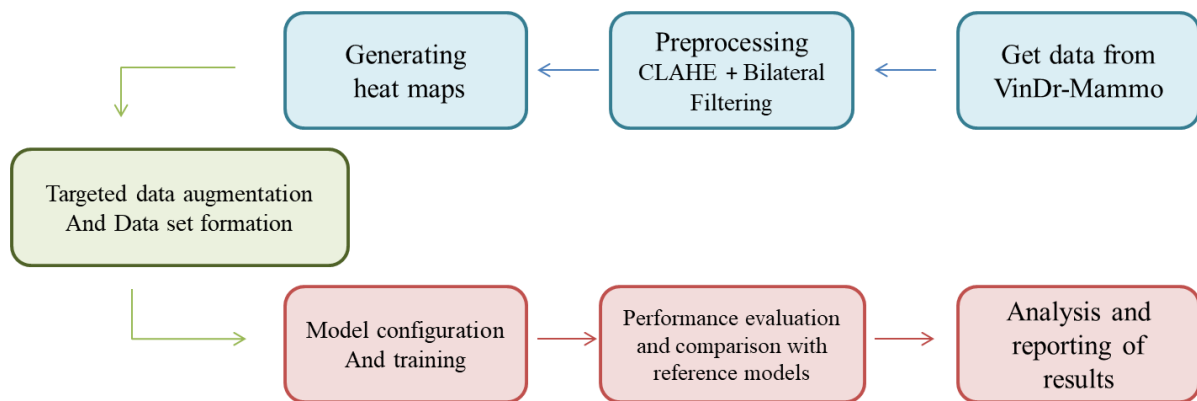 Get data from
VinDr-Mammo
Preprocessing
CLAHE + Bilateral
Filtering
Generating
heat maps
Targeted data augmentation
And Data set formation
Model configuration
And training
Performance evaluation
and comparison with
reference models
Analysis and
reporting of
results